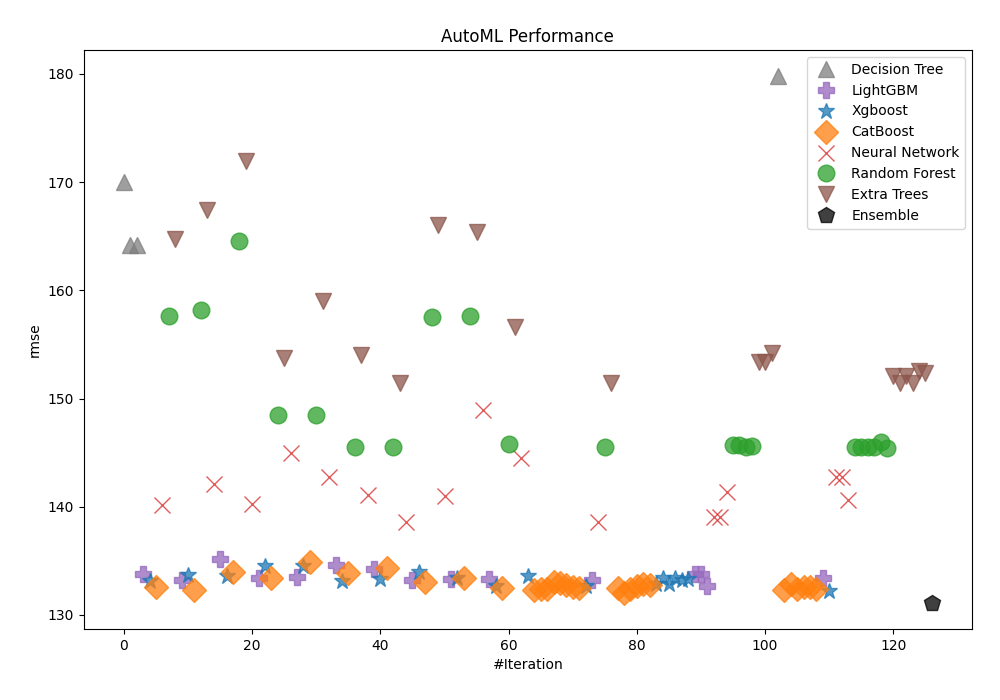 AutoML Performance
rmse
180
170
160
150
140
130
0 20 40 60 80 100 120
#Iteration
Decision Tree
LightGBM
Xgboost
CatBoost
Neural Network
Random Forest
Extra Trees
Ensemble